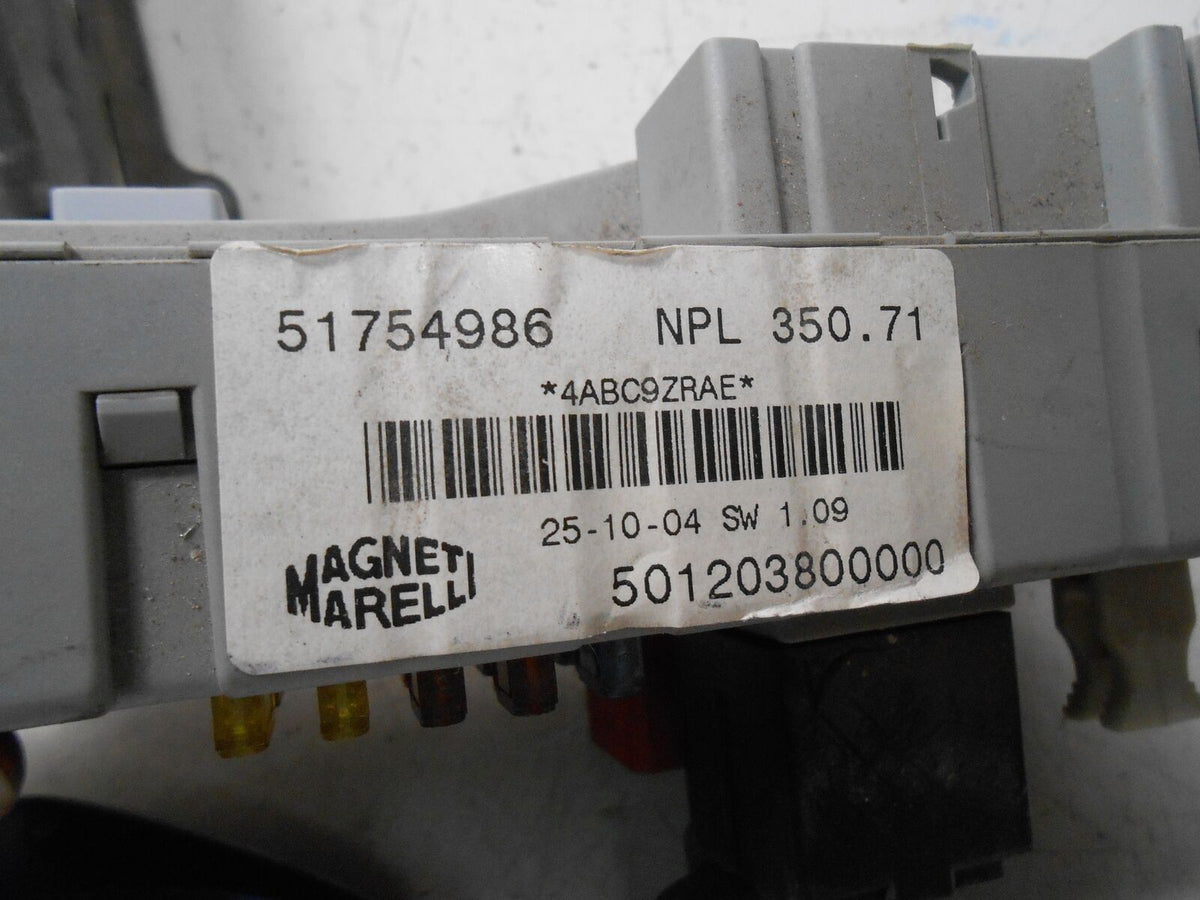 51754986 NPL 350.71
*4ABC9ZRAE*
25-10-04 SW 1.09
MAGNETI
MARELLI
501203800000